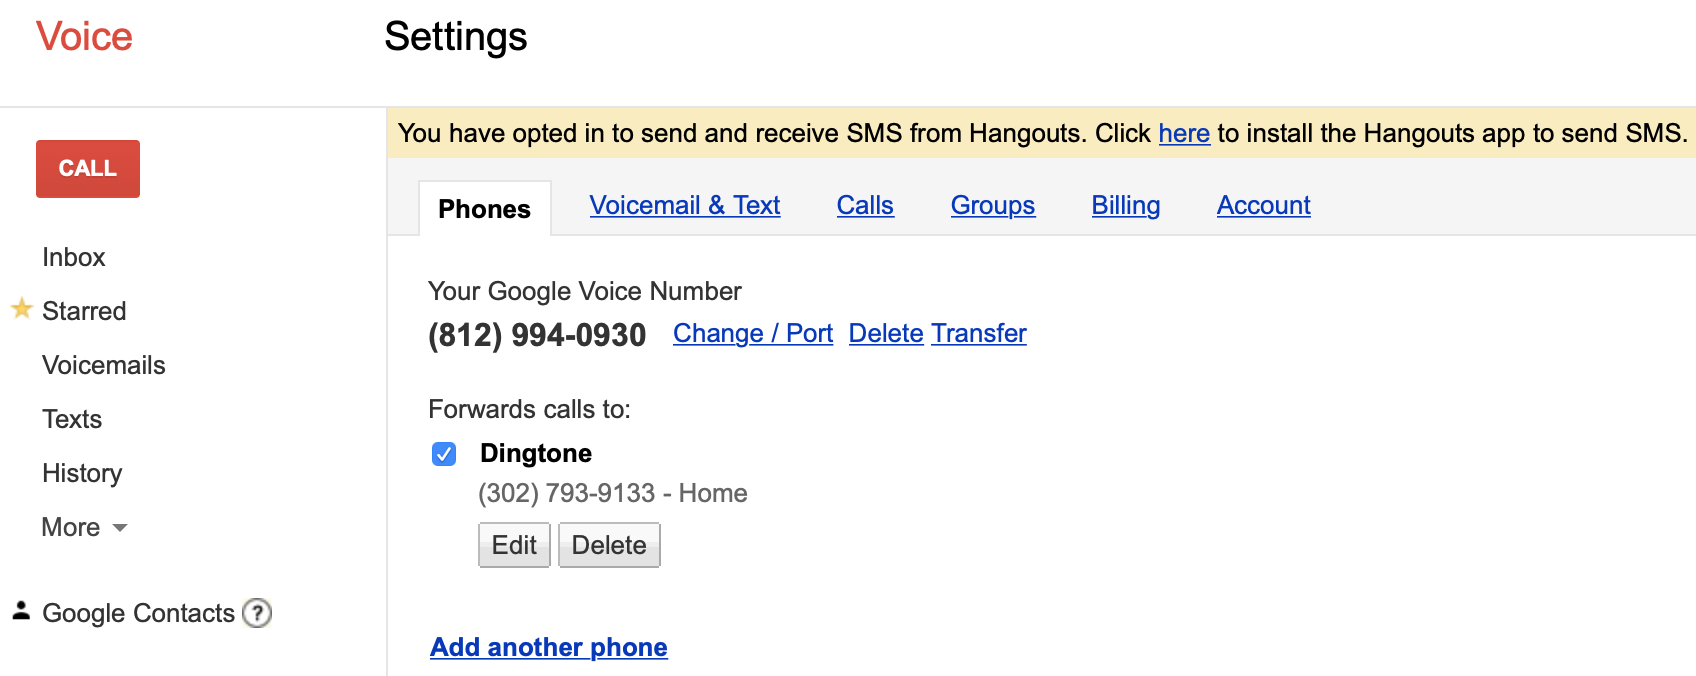 Voice
Settings
You have opted in to send and receive SMS from Hangouts. Click here to install the Hangouts app to send SMS.
CALL
Phones Voicemail & Text Calls Groups Billing Account
Inbox
Starred
Voicemails
Texts
History
More
Google Contacts ?
Your Google Voice Number
(812) 994-0930 Change / Port Delete Transfer
Forwards calls to:
Dingtone
(302) 793-9133 - Home
Edit Delete
Add another phone